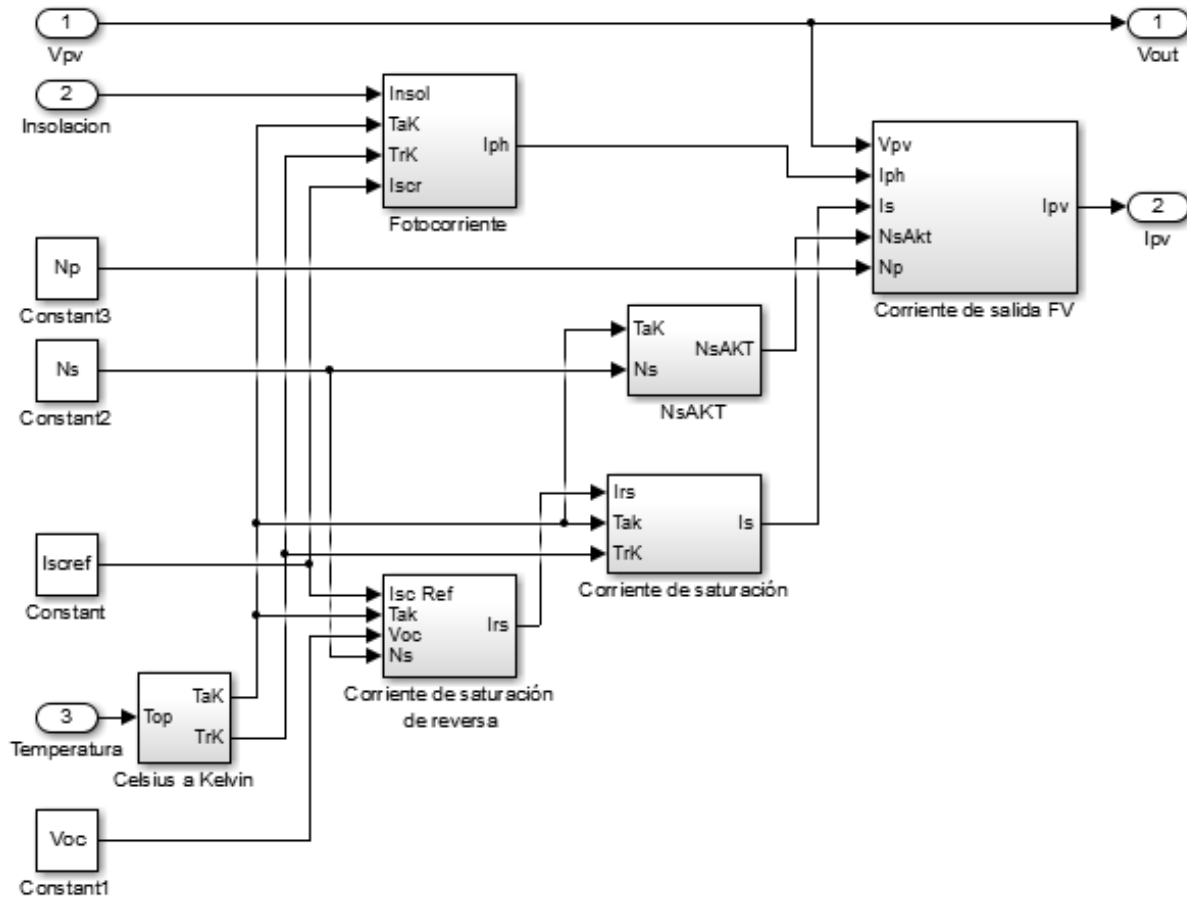 1
Vpv
1
Vout
2
Insolacion
Insol
TaK
TrK
Iscr
Iph
Fotocorriente
Vpv
Iph
Is
NsAkt
Np
Ipv
Corriente de salida FV
2
Ipv
Np
Constant3
Ns
Constant2
TaK
Ns
NsAKT
NsAKT
Irs
Tak
TrK
Is
Corriente de saturación
Iscref
Constant
Isc Ref
Tak
Voc
Ns
Irs
Corriente de saturación
de reversa
3
Temperatura
Top
TaK
TrK
Celsius a Kelvin
Voc
Constant1